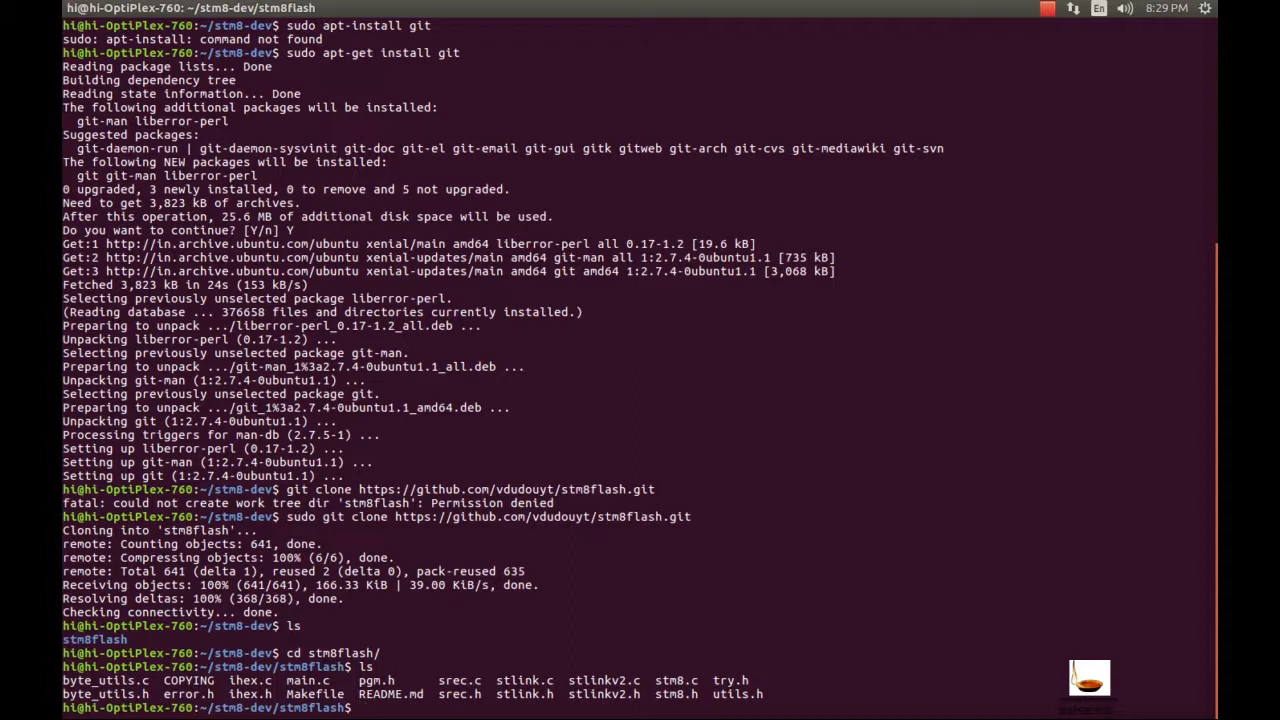 hi@hi-OptiPlex-760: ~/stm8-dev/stm8flash
En
8:29 PM
hi@hi-OptiPlex-760:~/stm8-dev$ sudo apt-install git
sudo: apt-install: command not found
hi@hi-OptiPlex-760:~/stm8-dev$ sudo apt-get install git
Reading package lists... Done
Building dependency tree
Reading state information... Done
The following additional packages will be installed:
  git-man liberror-perl
Suggested packages:
  git-daemon-run | git-daemon-sysvinit git-doc git-el git-email git-gui gitk gitweb git-arch git-cvs git-mediawiki git-svn
The following NEW packages will be installed:
  git git-man liberror-perl
0 upgraded, 3 newly installed, 0 to remove and 5 not upgraded.
Need to get 3,823 kB of archives.
After this operation, 25.6 MB of additional disk space will be used.
Do you want to continue? [Y/n] Y
Get:1 http://in.archive.ubuntu.com/ubuntu xenial/main amd64 liberror-perl all 0.17-1.2 [19.6 kB]
Get:2 http://in.archive.ubuntu.com/ubuntu xenial-updates/main amd64 git-man all 1:2.7.4-0ubuntu1.1 [735 kB]
Get:3 http://in.archive.ubuntu.com/ubuntu xenial-updates/main amd64 git amd64 1:2.7.4-0ubuntu1.1 [3,068 kB]
Fetched 3,823 kB in 24s (153 kB/s)
Selecting previously unselected package liberror-perl.
(Reading database ... 376658 files and directories currently installed.)
Preparing to unpack .../liberror-perl_0.17-1.2_all.deb ...
Unpacking liberror-perl (0.17-1.2) ...
Selecting previously unselected package git-man.
Preparing to unpack .../git-man_1%3a2.7.4-0ubuntu1.1_all.deb ...
Unpacking git-man (1:2.7.4-0ubuntu1.1) ...
Selecting previously unselected package git.
Preparing to unpack .../git_1%3a2.7.4-0ubuntu1.1_amd64.deb ...
Unpacking git (1:2.7.4-0ubuntu1.1) ...
Processing triggers for man-db (2.7.5-1) ...
Setting up liberror-perl (0.17-1.2) ...
Setting up git-man (1:2.7.4-0ubuntu1.1) ...
Setting up git (1:2.7.4-0ubuntu1.1) ...
hi@hi-OptiPlex-760:~/stm8-dev$ git clone https://github.com/vdudouyt/stm8flash.git
fatal: could not create work tree dir 'stm8flash': Permission denied
hi@hi-OptiPlex-760:~/stm8-dev$ sudo git clone https://github.com/vdudouyt/stm8flash.git
Cloning into 'stm8flash'...
remote: Counting objects: 641, done.
remote: Compressing objects: 100% (6/6), done.
remote: Total 641 (delta 1), reused 2 (delta 0), pack-reused 635
Receiving objects: 100% (641/641), 166.33 KiB | 39.00 KiB/s, done.
Resolving deltas: 100% (368/368), done.
Checking connectivity... done.
hi@hi-OptiPlex-760:~/stm8-dev$ ls
stm8flash
hi@hi-OptiPlex-760:~/stm8-dev$ cd stm8flash/
hi@hi-OptiPlex-760:~/stm8-dev/stm8flash$ ls
byte_utils.c  COPYING  ihex.c  main.c    pgm.h      srec.c  stlink.c  stlinkv2.c  stm8.c  try.h
byte_utils.h  error.h  ihex.h  Makefile  README.md  srec.h  stlink.h  stlinkv2.h  stm8.h  utils.h
hi@hi-OptiPlex-760:~/stm8-dev/stm8flash$